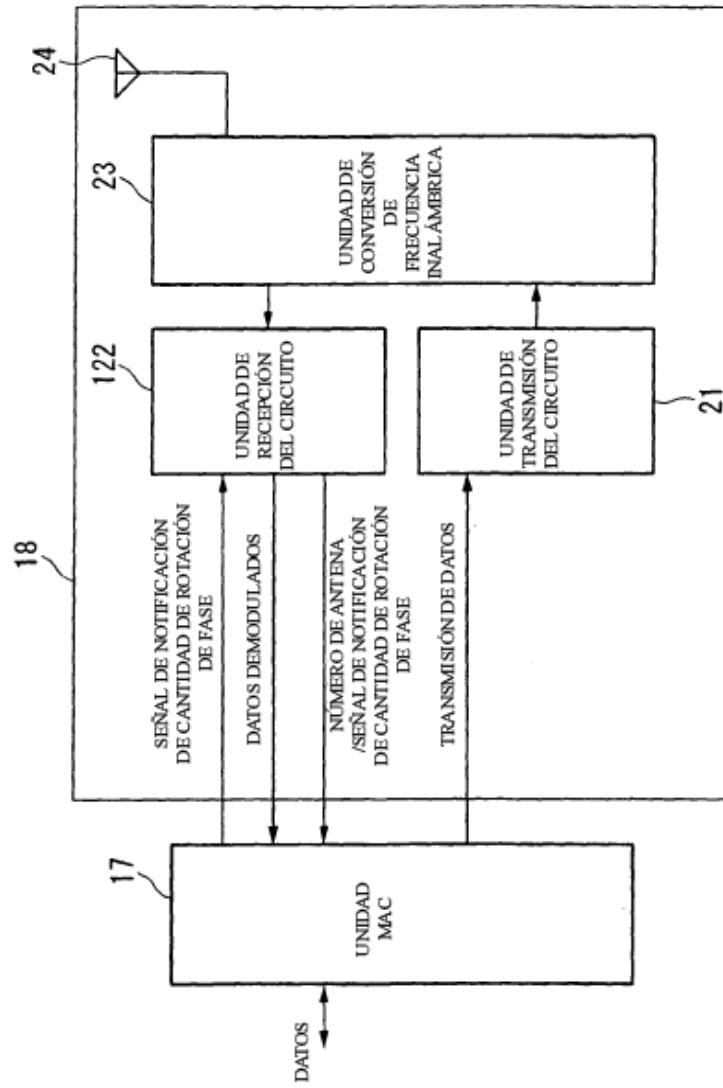 DATOS
17
UNIDAD
MAC
18
SEÑAL DE NOTIFICACIÓN
DE CANTIDAD DE ROTACIÓN
DE FASE
DATOS DEMODULADOS
NÚMERO DE ANTENA
/SEÑAL DE NOTIFICACIÓN
DE CANTIDAD DE ROTACIÓN
DE FASE
TRANSMISIÓN DE DATOS
122
UNIDAD DE
RECEPCIÓN
DEL CIRCUITO
UNIDAD DE
TRANSMISIÓN
DEL CIRCUITO
21
23
UNIDAD DE
CONVERSIÓN
DE
FRECUENCIA
INALÁMBRICA
24